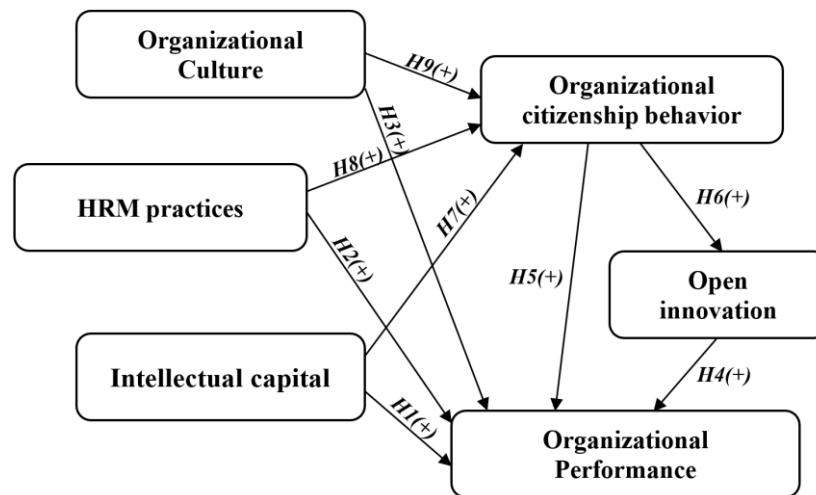 Organizational
Culture
H9(+)
Organizational
citizenship behavior
H3(+)
H8(+)
HRM practices
H7(+)
H6(+)
H2(+)
H5(+)
Open
innovation
Intellectual capital
H4(+)
H1(+)
Organizational
Performance